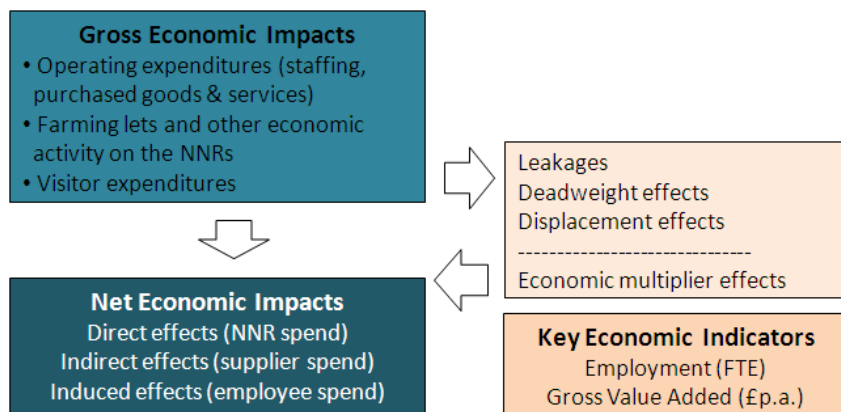 Gross Economic Impacts
• Operating expenditures (staffing,
purchased goods & services)
• Farming lets and other economic
activity on the NNRs
• Visitor expenditures
Leakages
Deadweight effects
Displacement effects
------------------------------
Economic multiplier effects
Net Economic Impacts
Direct effects (NNR spend)
Indirect effects (supplier spend)
Induced effects (employee spend)
Key Economic Indicators
Employment (FTE)
Gross Value Added (£p.a.)